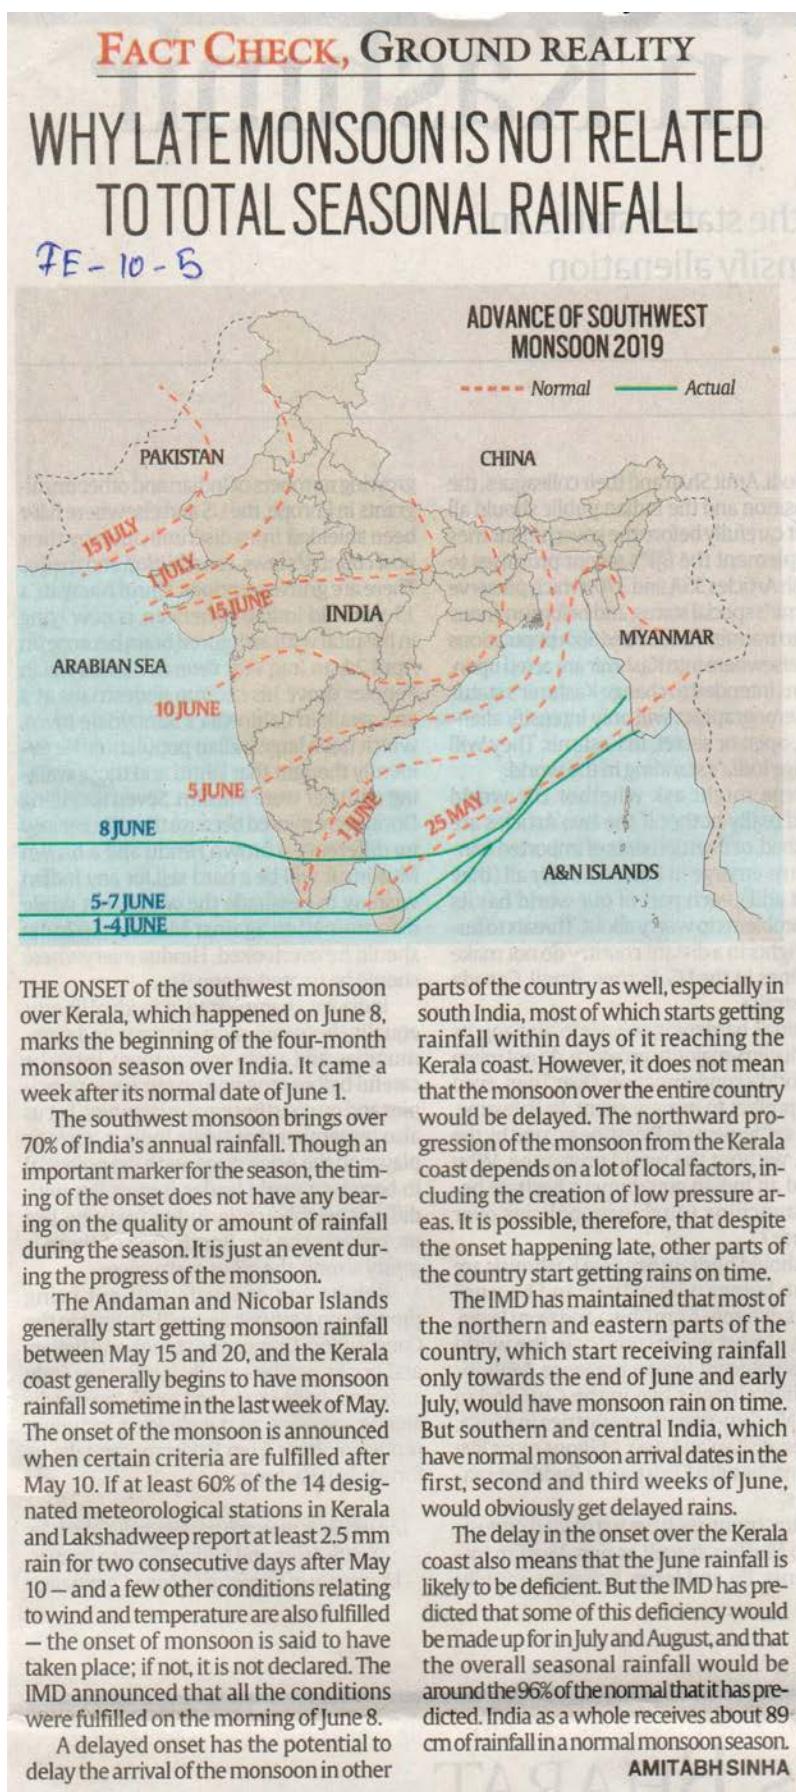 FACT CHECK, GROUND REALITY
WHY LATE MONSOON IS NOT RELATED
TO TOTAL SEASONAL RAINFALL
FE-10-5
ADVANCE OF SOUTHWEST
MONSOON 2019
Normal
Actual
PAKISTAN
CHINA
15 JULY
1 JULY
15 JUNE
INDIA
MYANMAR
ARABIAN SEA
10 JUNE
5 JUNE
1 JUNE
25 MAY
8 JUNE
A&N ISLANDS
5-7 JUNE
1-4 JUNE
THE ONSET of the southwest monsoon
over Kerala, which happened on June 8,
marks the beginning of the four-month
monsoon season over India. It came a
week after its normal date of June 1.
The southwest monsoon brings over
70% of India's annual rainfall. Though an
important marker for the season, the tim-
ing of the onset does not have any bear-
ing on the quality or amount of rainfall
during the season. It is just an event dur-
ing the progress of the monsoon.
The Andaman and Nicobar Islands
generally start getting monsoon rainfall
between May 15 and 20, and the Kerala
coast generally begins to have monsoon
rainfall sometime in the last week of May.
The onset of the monsoon is announced
when certain criteria are fulfilled after
May 10. If at least 60% of the 14 desig-
nated meteorological stations in Kerala
and Lakshadweep report at least 2.5 mm
rain for two consecutive days after May
10 — and a few other conditions relating
to wind and temperature are also fulfilled
— the onset of monsoon is said to have
taken place; if not, it is not declared. The
IMD announced that all the conditions
were fulfilled on the morning of June 8.
A delayed onset has the potential to
delay the arrival of the monsoon in other
parts of the country as well, especially in
south India, most of which starts getting
rainfall within days of it reaching the
Kerala coast. However, it does not mean
that the monsoon over the entire country
would be delayed. The northward pro-
gression of the monsoon from the Kerala
coast depends on a lot of local factors, in-
cluding the creation of low pressure ar-
eas. It is possible, therefore, that despite
the onset happening late, other parts of
the country start getting rains on time.
The IMD has maintained that most of
the northern and eastern parts of the
country, which start receiving rainfall
only towards the end of June and early
July, would have monsoon rain on time.
But southern and central India, which
have normal monsoon arrival dates in the
first, second and third weeks of June,
would obviously get delayed rains.
The delay in the onset over the Kerala
coast also means that the June rainfall is
likely to be deficient. But the IMD has pre-
dicted that some of this deficiency would
be made up for in July and August, and that
the overall seasonal rainfall would be
around the 96% of the normal that it has pre-
dicted. India as a whole receives about 89
cm of rainfall in a normal monsoon season.
AMITABH SINHA